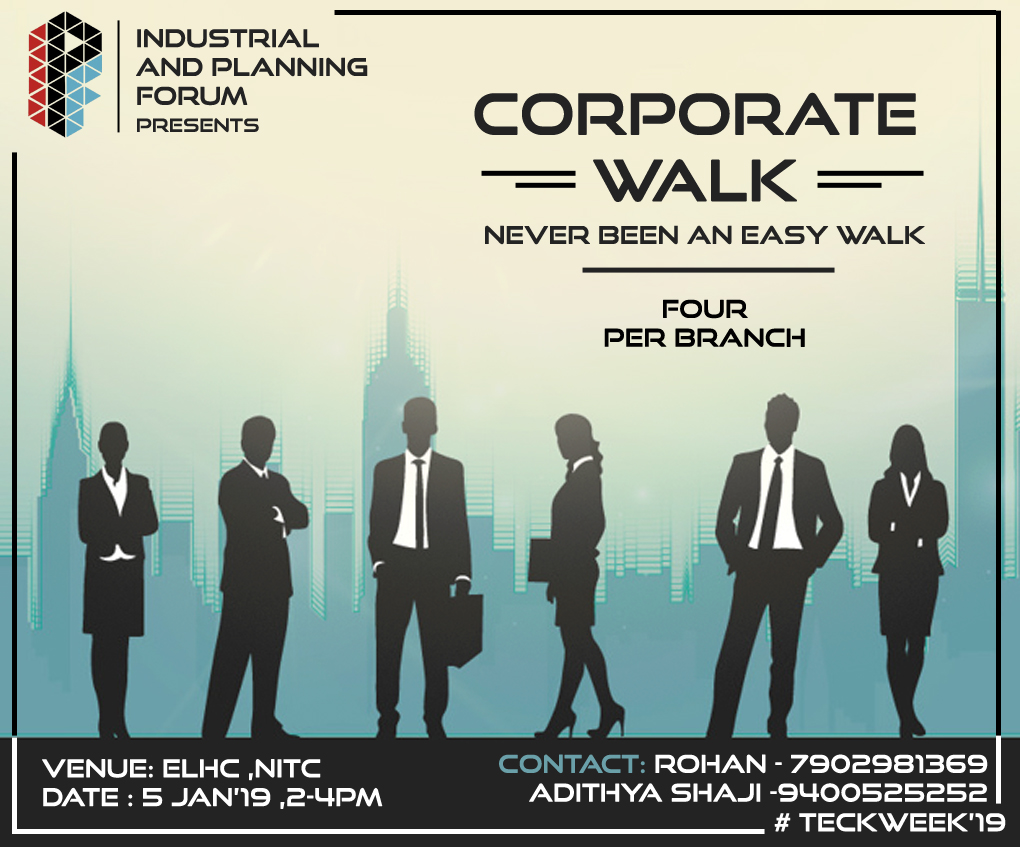 INDUSTRIAL
AND PLANNING
FORUM
PRESENTS
CORPORATE
WALK
NEVER BEEN AN EASY WALK
FOUR
PER BRANCH
VENUE: ELHC ,NITC
DATE : 5 JAN'19 ,2-4PM
CONTACT: ROHAN - 7902981369
ADITHYA SHAJI -9400525252
# TECKWEEK'19